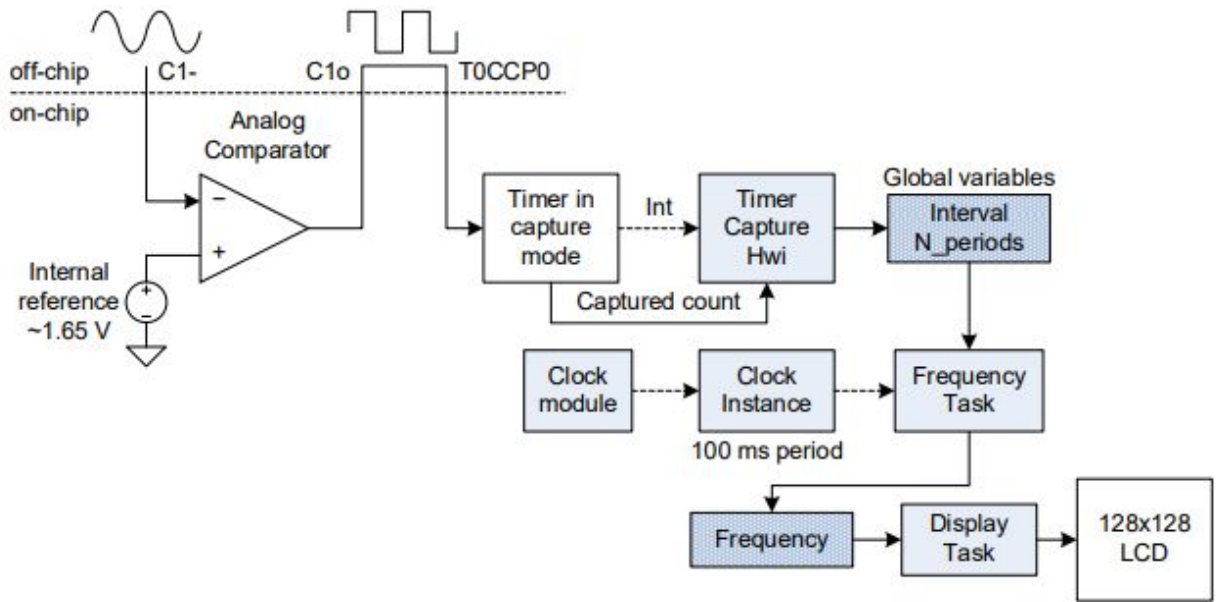 off-chip
C1-
C1o
T0CCP0
on-chip
Analog
Comparator
−
+
Internal
reference
~1.65 V
+
−
Timer in
capture
mode
Int
Timer
Capture
Hwi
Captured count
Global variables
Interval
N_periods
Clock
module
Clock
Instance
100 ms period
Frequency
Task
Frequency
Display
Task
128x128
LCD